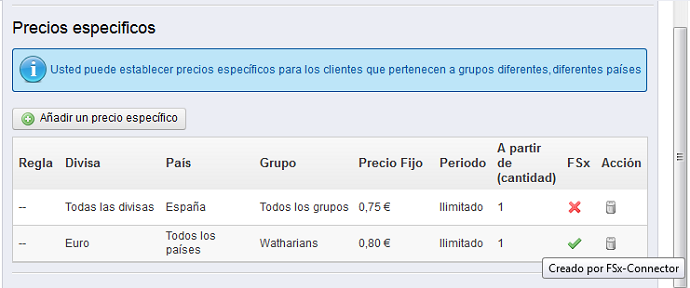 Precios especificos
Usted puede establecer precios específicos para los clientes que pertenecen a grupos diferentes, diferentes países
Añadir un precio específico
Regla Divisa País Grupo Precio Fijo Periodo A partir de (cantidad) FSx Acción
-- Todas las divisas España Todos los grupos 0,75 € Ilimitado 1
-- Euro Todos los países Watharians 0,80 € Ilimitado 1
Creado por FSx-Connector